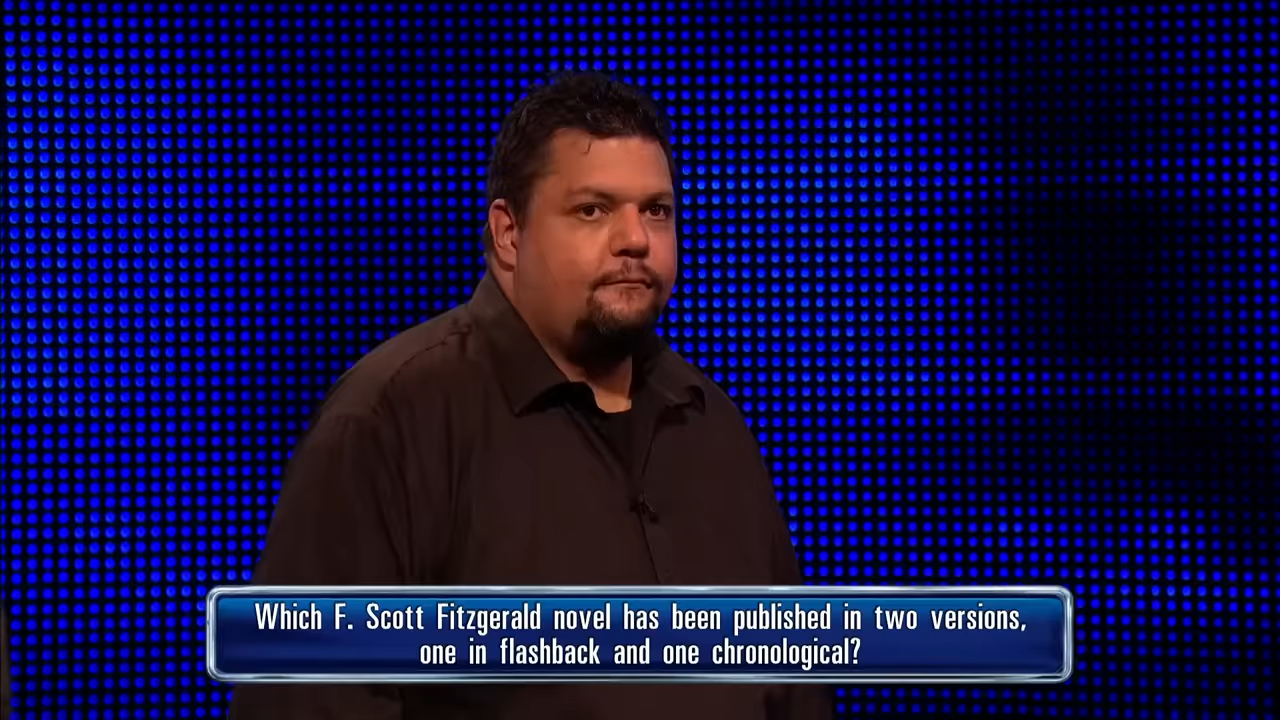 Which F. Scott Fitzgerald novel has been published in two versions,
one in flashback and one chronological?